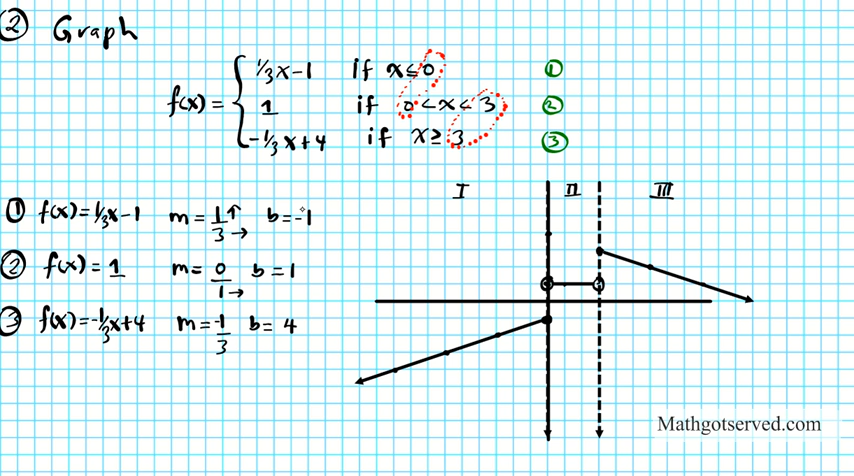 ② Graph
f(x) = { 1/3x - 1 if x ≤ 0 ①
1 if 0 < x < 3 ②
-1/3x + 4 if x ≥ 3 ③
I II III
① f(x) = 1/3x - 1 m = 1↑/3→ b = -1
② f(x) = 1 m = 0/1→ b = 1
③ f(x) = -1/3x + 4 m = -1/3 b = 4
Mathgotserved.com